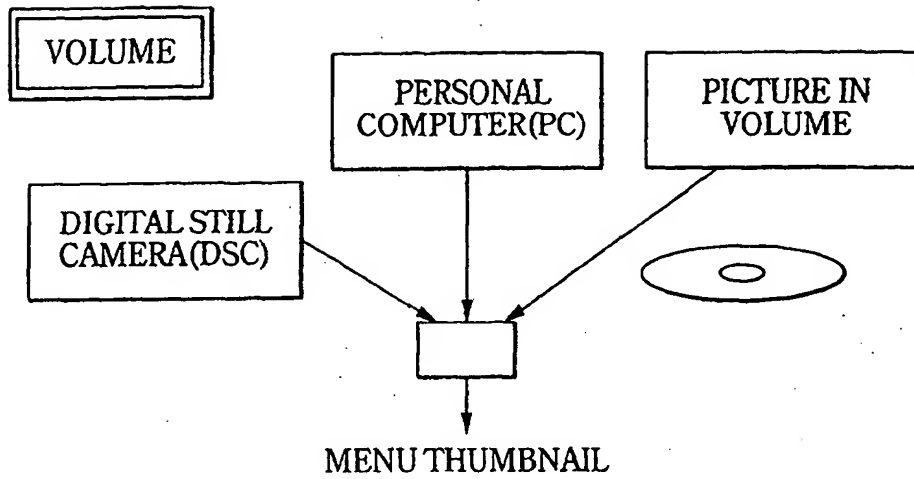 VOLUME
PERSONAL
COMPUTER(PC)
PICTURE IN
VOLUME
DIGITAL STILL
CAMERA(DSC)
MENU THUMBNAIL